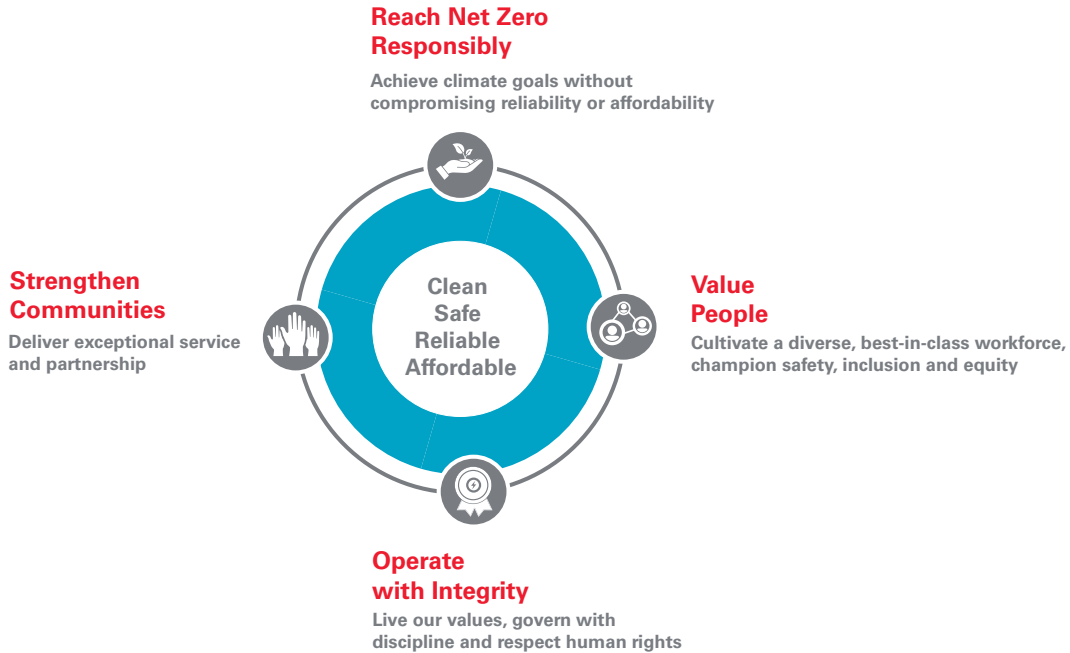 Reach Net Zero
Responsibly
Achieve climate goals without
compromising reliability or affordability
Strengthen
Communities
Deliver exceptional service
and partnership
Clean
Safe
Reliable
Affordable
Value
People
Cultivate a diverse, best-in-class workforce,
champion safety, inclusion and equity
Operate
with Integrity
Live our values, govern with
discipline and respect human rights